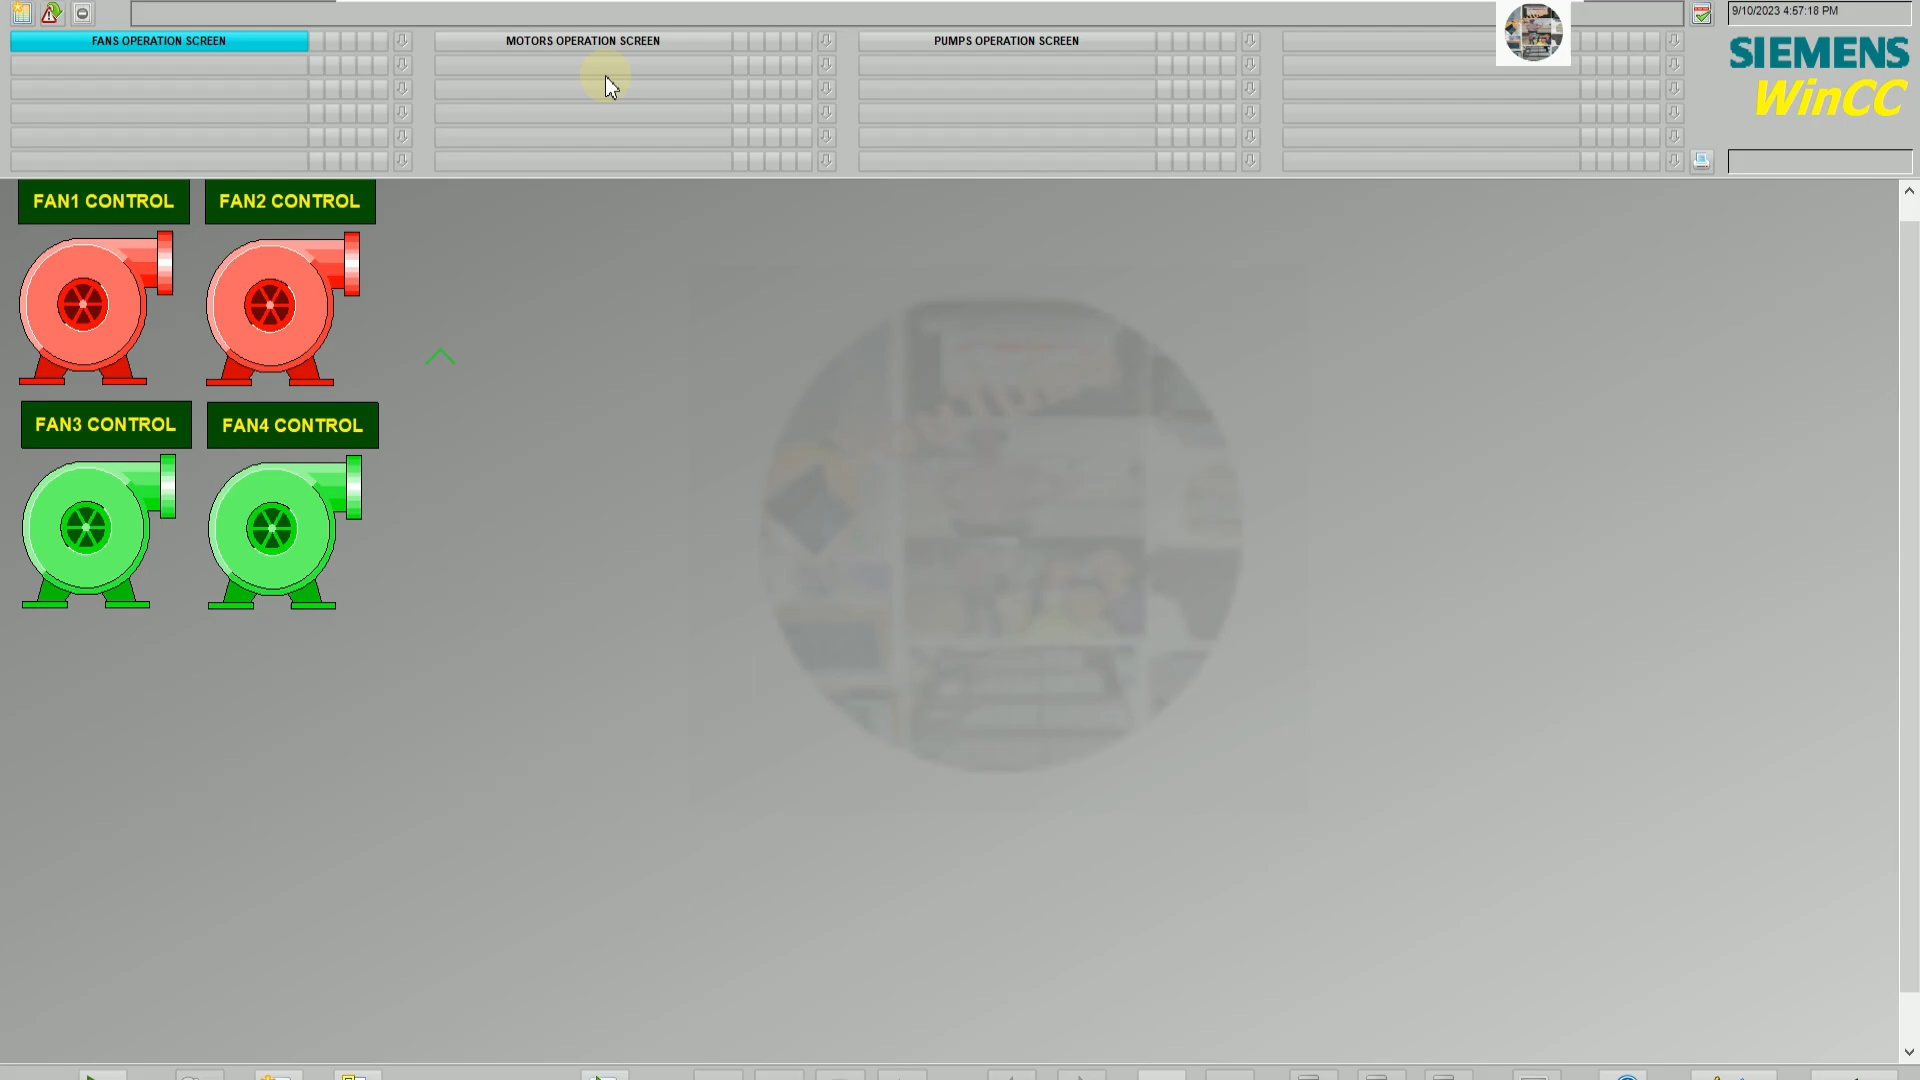 9/10/2023 4:57:18 PM
FANS OPERATION SCREEN
MOTORS OPERATION SCREEN
PUMPS OPERATION SCREEN
SIEMENS
WinCC
FAN1 CONTROL
FAN2 CONTROL
FAN3 CONTROL
FAN4 CONTROL